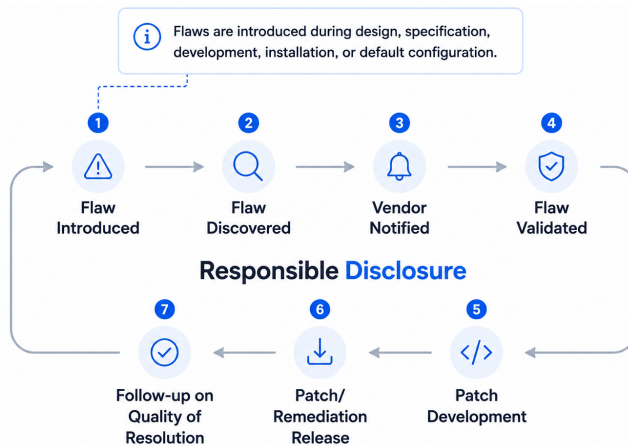 Flaws are introduced during design, specification,
development, installation, or default configuration.
1
2
3
4
Flaw
Introduced
Flaw
Discovered
Vendor
Notified
Flaw
Validated
Responsible Disclosure
7
6
5
Follow-up on
Quality of
Resolution
Patch/
Remediation
Release
Patch
Development